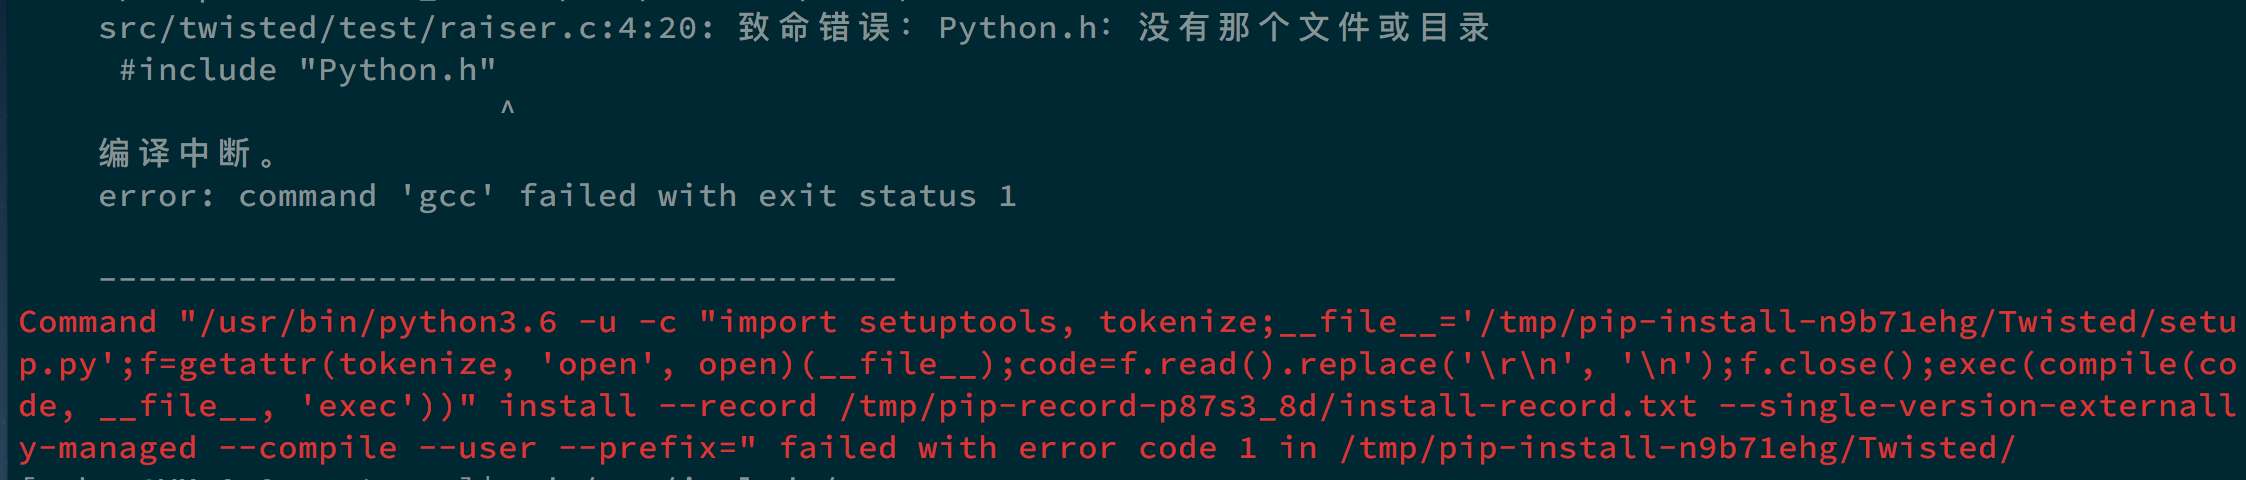 src/twisted/test/raiser.c:4:20: 致命错误：Python.h：没有那个文件或目录
#include "Python.h"
^
编译中断。
error: command 'gcc' failed with exit status 1
----------------------------------------
Command "/usr/bin/python3.6 -u -c "import setuptools, tokenize;__file__='/tmp/pip-install-n9b71ehg/Twisted/setu
p.py';f=getattr(tokenize, 'open', open)(__file__);code=f.read().replace('\r\n', '\n');f.close();exec(compile(co
de, __file__, 'exec'))" install --record /tmp/pip-record-p87s3_8d/install-record.txt --single-version-externall
y-managed --compile --user --prefix=" failed with error code 1 in /tmp/pip-install-n9b71ehg/Twisted/